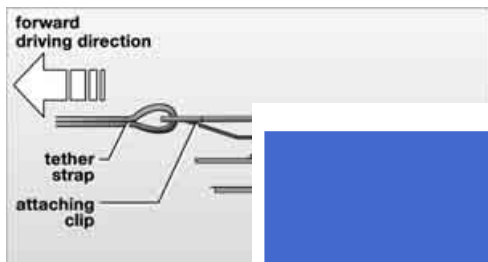 forward
driving direction
tether
strap
attaching
clip